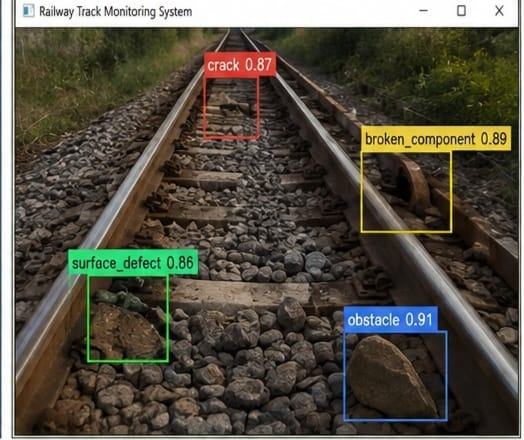 Railway Track Monitoring System
crack 0.87
broken_component 0.89
surface_defect 0.86
obstacle 0.91